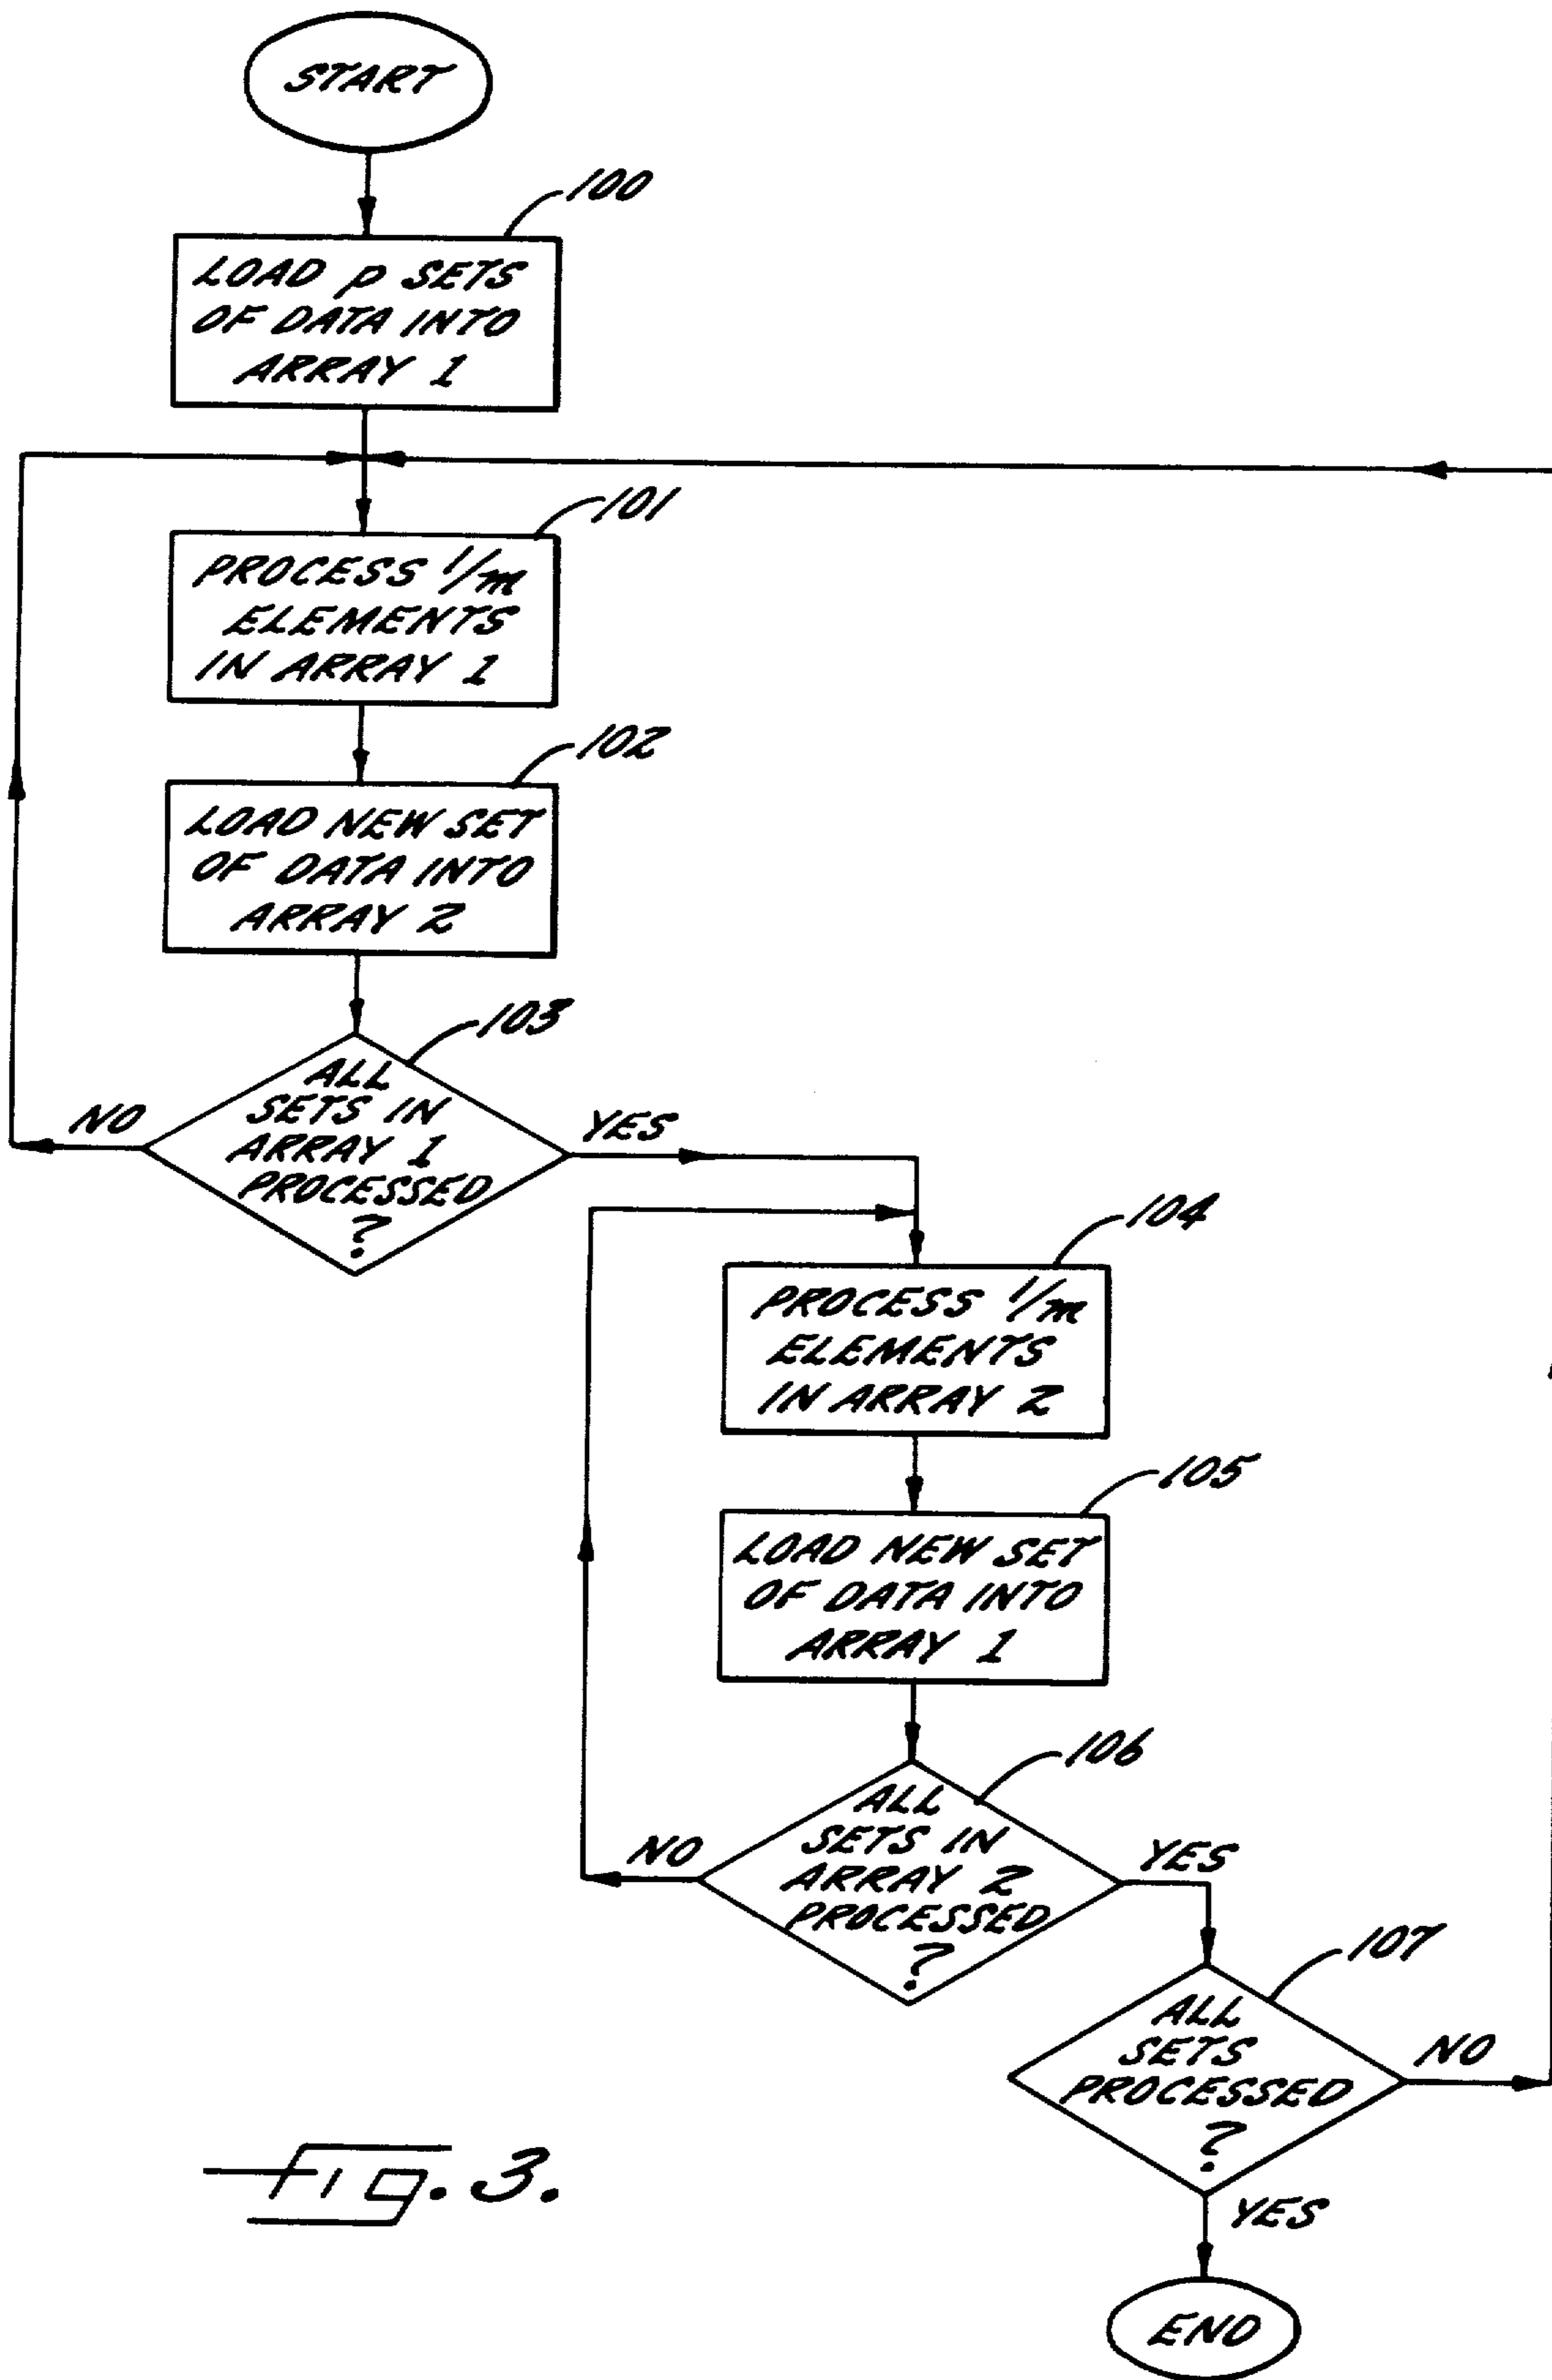 START
100
LOAD p SETS
OF DATA INTO
ARRAY 1
101
PROCESS 1/m
ELEMENTS
IN ARRAY 1
102
LOAD NEW SET
OF DATA INTO
ARRAY 2
103
ALL
SETS IN
ARRAY 1
PROCESSED
?
NO
YES
104
PROCESS 1/m
ELEMENTS
IN ARRAY 2
105
LOAD NEW SET
OF DATA INTO
ARRAY 1
106
ALL
SETS IN
ARRAY 2
PROCESSED
?
NO
YES
107
ALL
SETS
PROCESSED
?
NO
YES
END
Fig. 3.